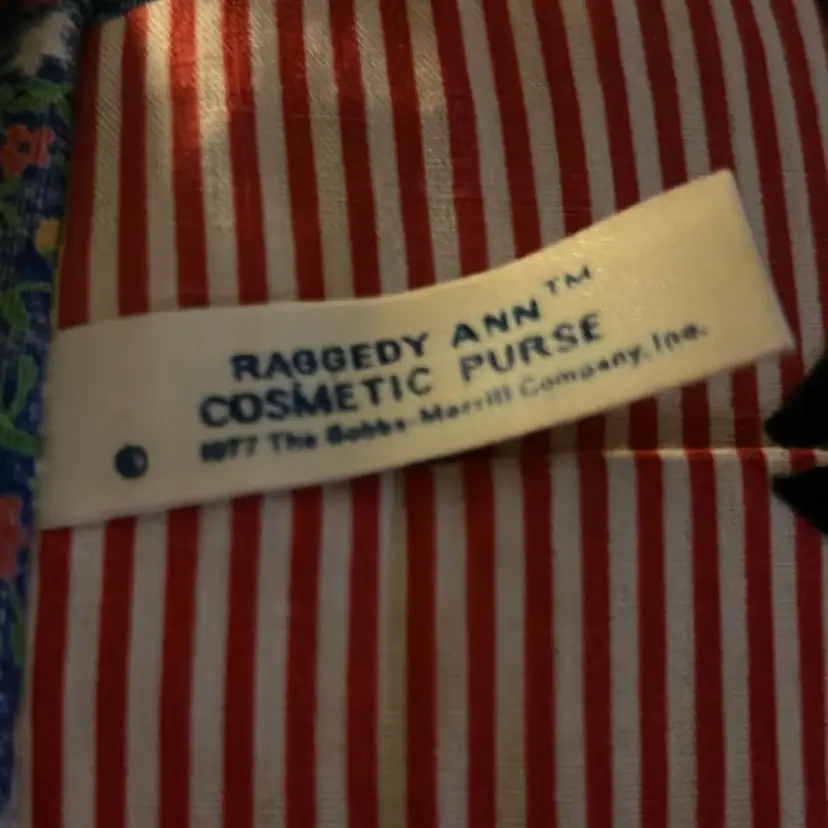 RAGGEDY ANN™
COSMETIC PURSE
© 1977 The Bobbs-Merrill Company, Inc.